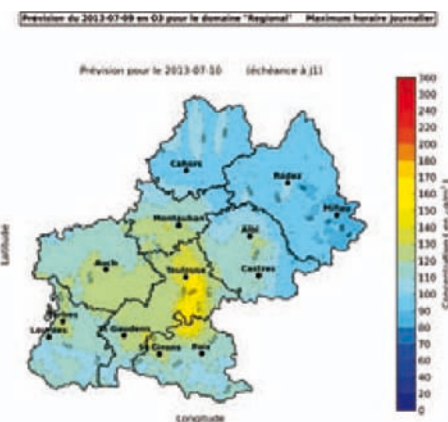 Prévision du 2013-07-09 en O3 pour le domaine "Regional" Maximum horaire journalier
Prévision pour le 2013-07-10 (échéance à J1)
Latitude
Cahors
Rodez
Millau
Montauban
Albi
Auch
Toulouse
Castres
Tarbes
Lourdes
St Gaudens
St Girons
Foix
Longitude
360
300
240
220
200
190
180
170
160
150
140
130
120
110
100
90
80
70
60
40
20
0